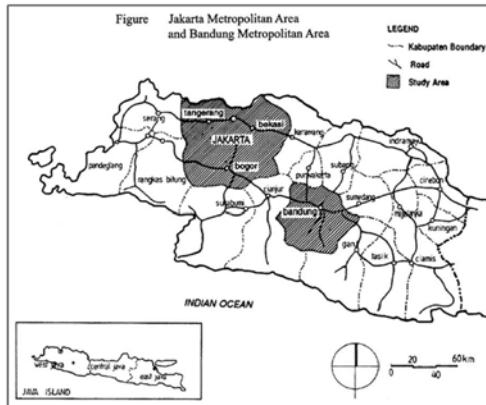 Figure Jakarta Metropolitan Area
and Bandung Metropolitan Area
LEGEND
Kabupaten Boundary
Road
Study Area
tangerang
serang
bekasi
JAKARTA
karawang
indramayu
pandeglang
bogor
subang
rangkas bitung
purwakarta
cirebon
cianjur
sumedang
sukabumi
bandung
majalengka
kuningan
garut
tasik
ciamis
INDIAN OCEAN
west java
central java
east java
JAVA ISLAND
0 20 40 60km